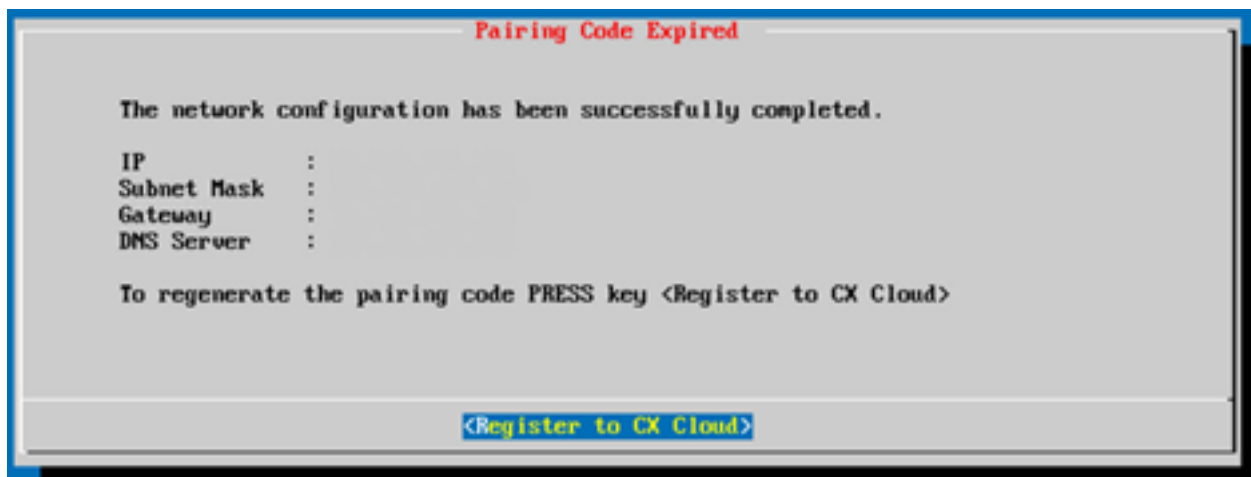 Pairing Code Expired
The network configuration has been successfully completed.
IP :
Subnet Mask :
Gateway :
DNS Server :
To regenerate the pairing code PRESS key <Register to CX Cloud>
<Register to CX Cloud>